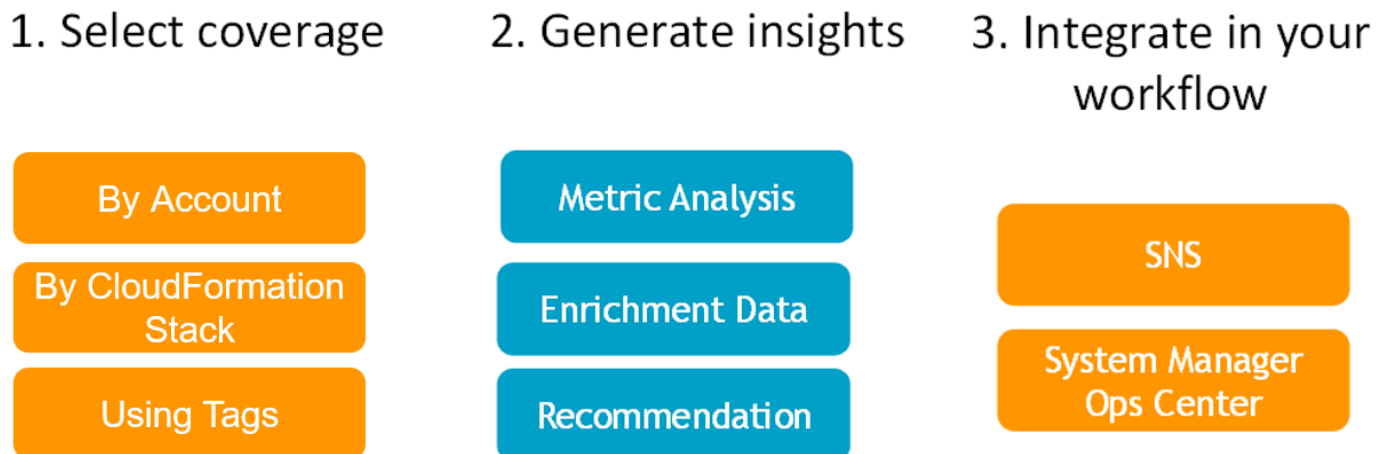 1. Select coverage
By Account
By CloudFormation
Stack
Using Tags
2. Generate insights
Metric Analysis
Enrichment Data
Recommendation
3. Integrate in your
workflow
SNS
System Manager
Ops Center